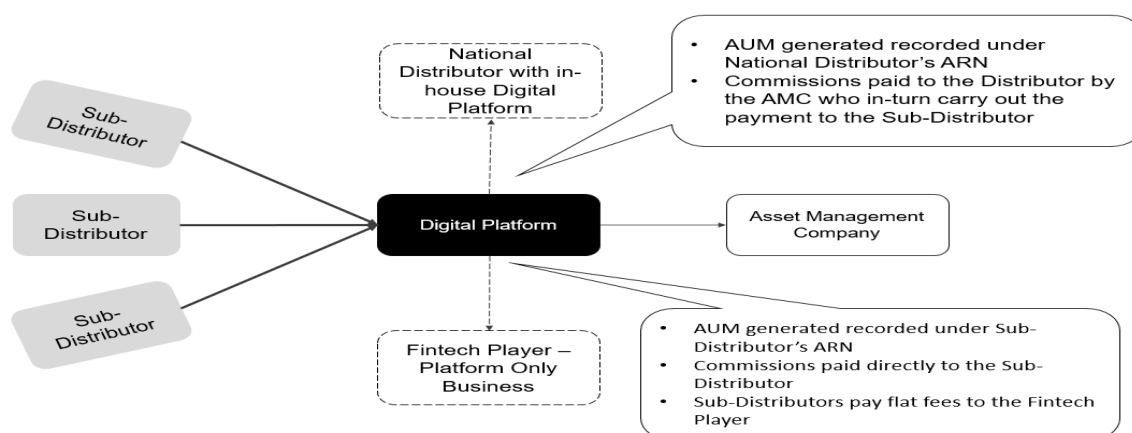 National
Distributor with in-
house Digital
Platform
• AUM generated recorded under
National Distributor's ARN
• Commissions paid to the Distributor by
the AMC who in-turn carry out the
payment to the Sub-Distributor
Sub-
Distributor
Sub-
Distributor
Sub-
Distributor
Digital Platform
Asset Management
Company
Fintech Player –
Platform Only
Business
• AUM generated recorded under Sub-
Distributor's ARN
• Commissions paid directly to the Sub-
Distributor
• Sub-Distributors pay flat fees to the Fintech
Player